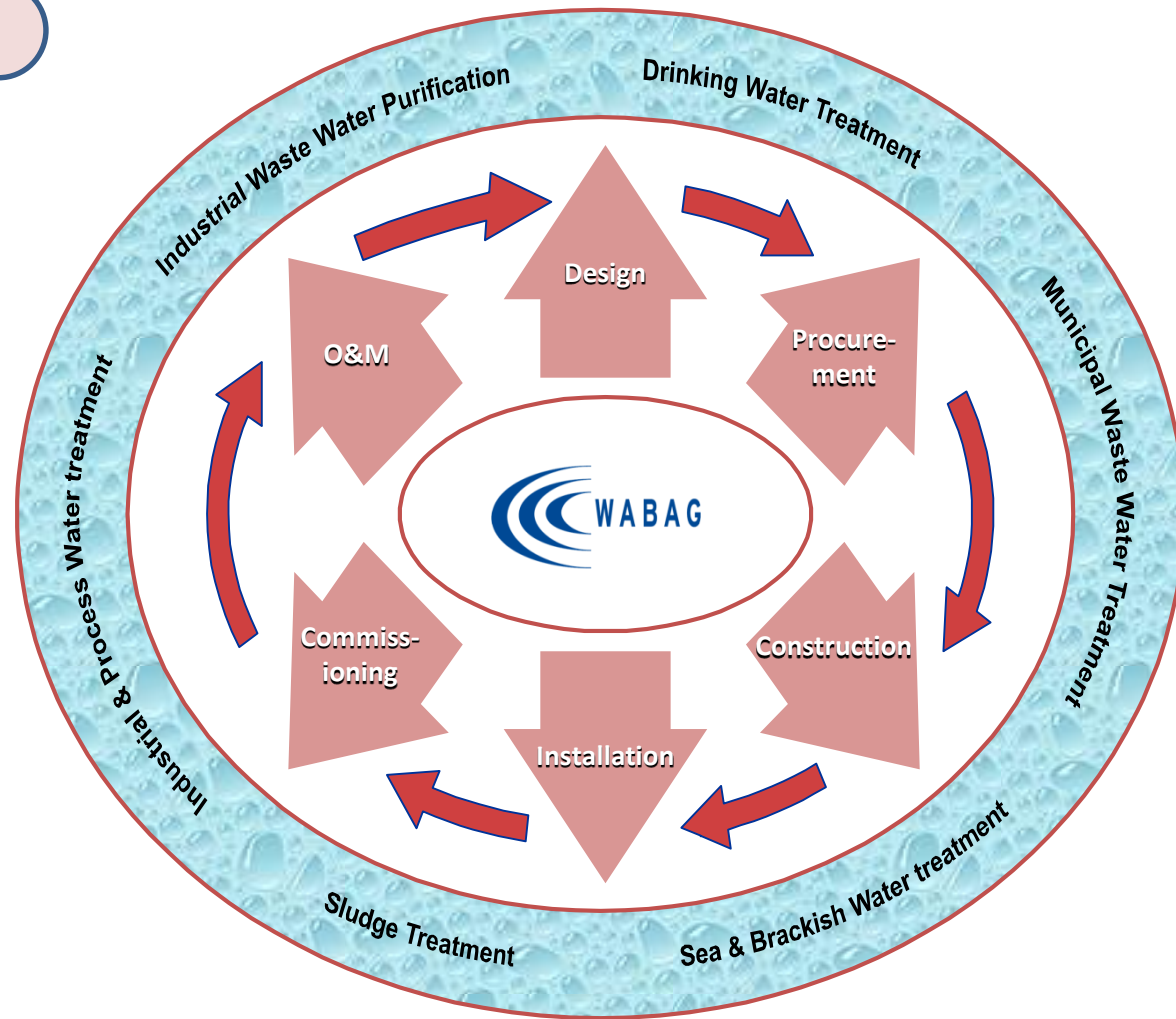 Drinking Water Treatment
Municipal Waste Water Treatment
Sea & Brackish Water treatment
Sludge Treatment
Industrial & Process Water treatment
Industrial Waste Water Purification
Design
Procure-
ment
Construction
Installation
Commiss-
ioning
O&M
WABAG